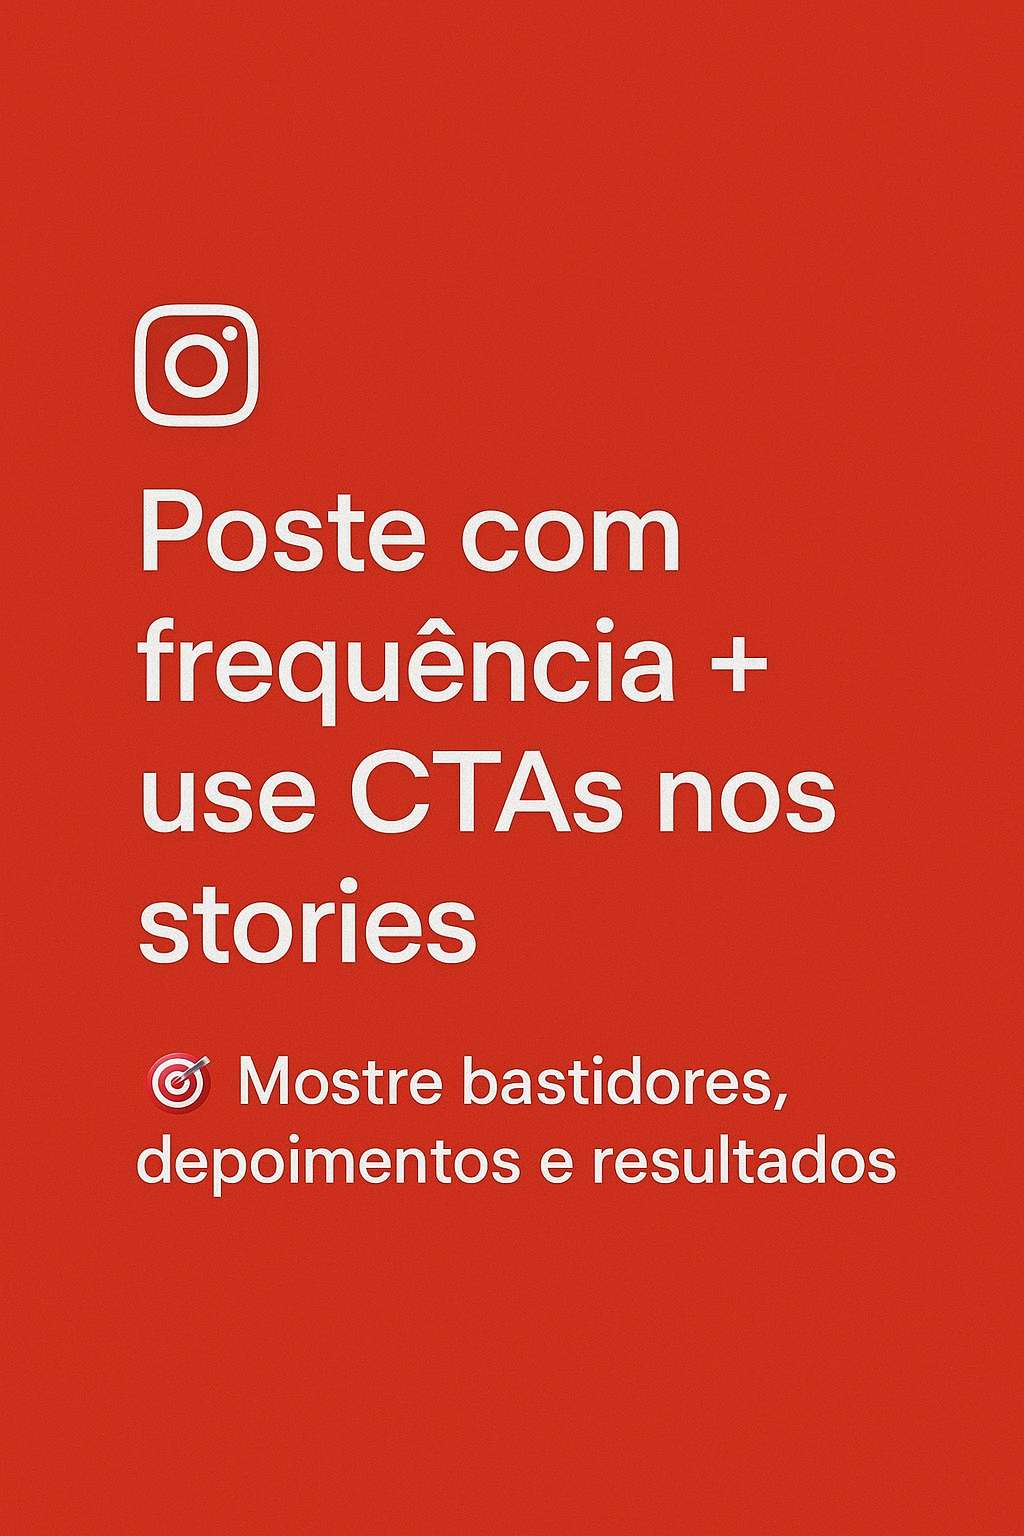 Poste com
frequência +
use CTAs nos
stories
🎯 Mostre bastidores,
depoimentos e resultados